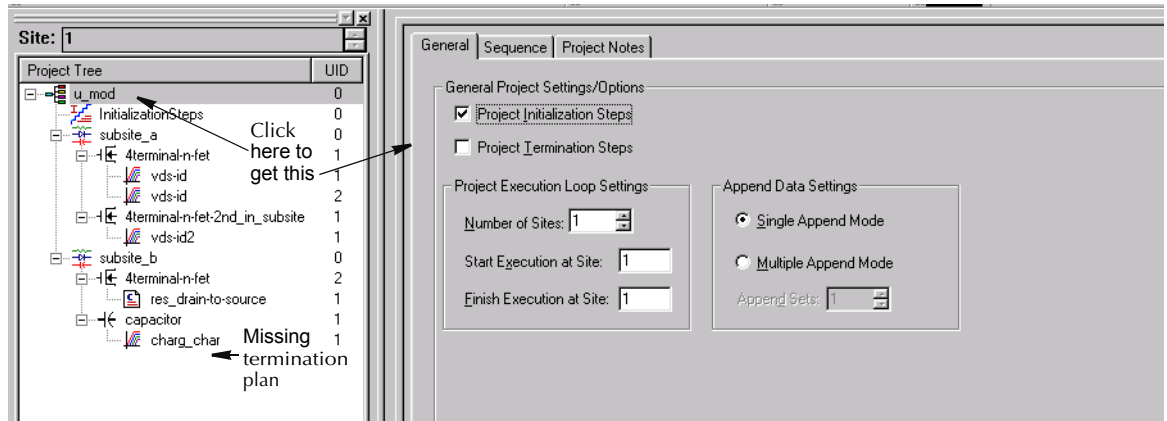 Site: 1
Project Tree UID
u_mod 0
InitializationSteps 0
subsite_a 0
4terminal-n-fet 1
vds-id 1
vds-id 2
4terminal-n-fet-2nd_in_subsite 1
vds-id2 1
subsite_b 0
4terminal-n-fet 2
res_drain-to-source 1
capacitor 1
charg_char 1
Click
here to
get this
Missing
termination
plan
General Sequence Project Notes
General Project Settings/Options
Project Initialization Steps
Project Termination Steps
Project Execution Loop Settings
Number of Sites: 1
Start Execution at Site: 1
Finish Execution at Site: 1
Append Data Settings
Single Append Mode
Multiple Append Mode
Append Sets: 1